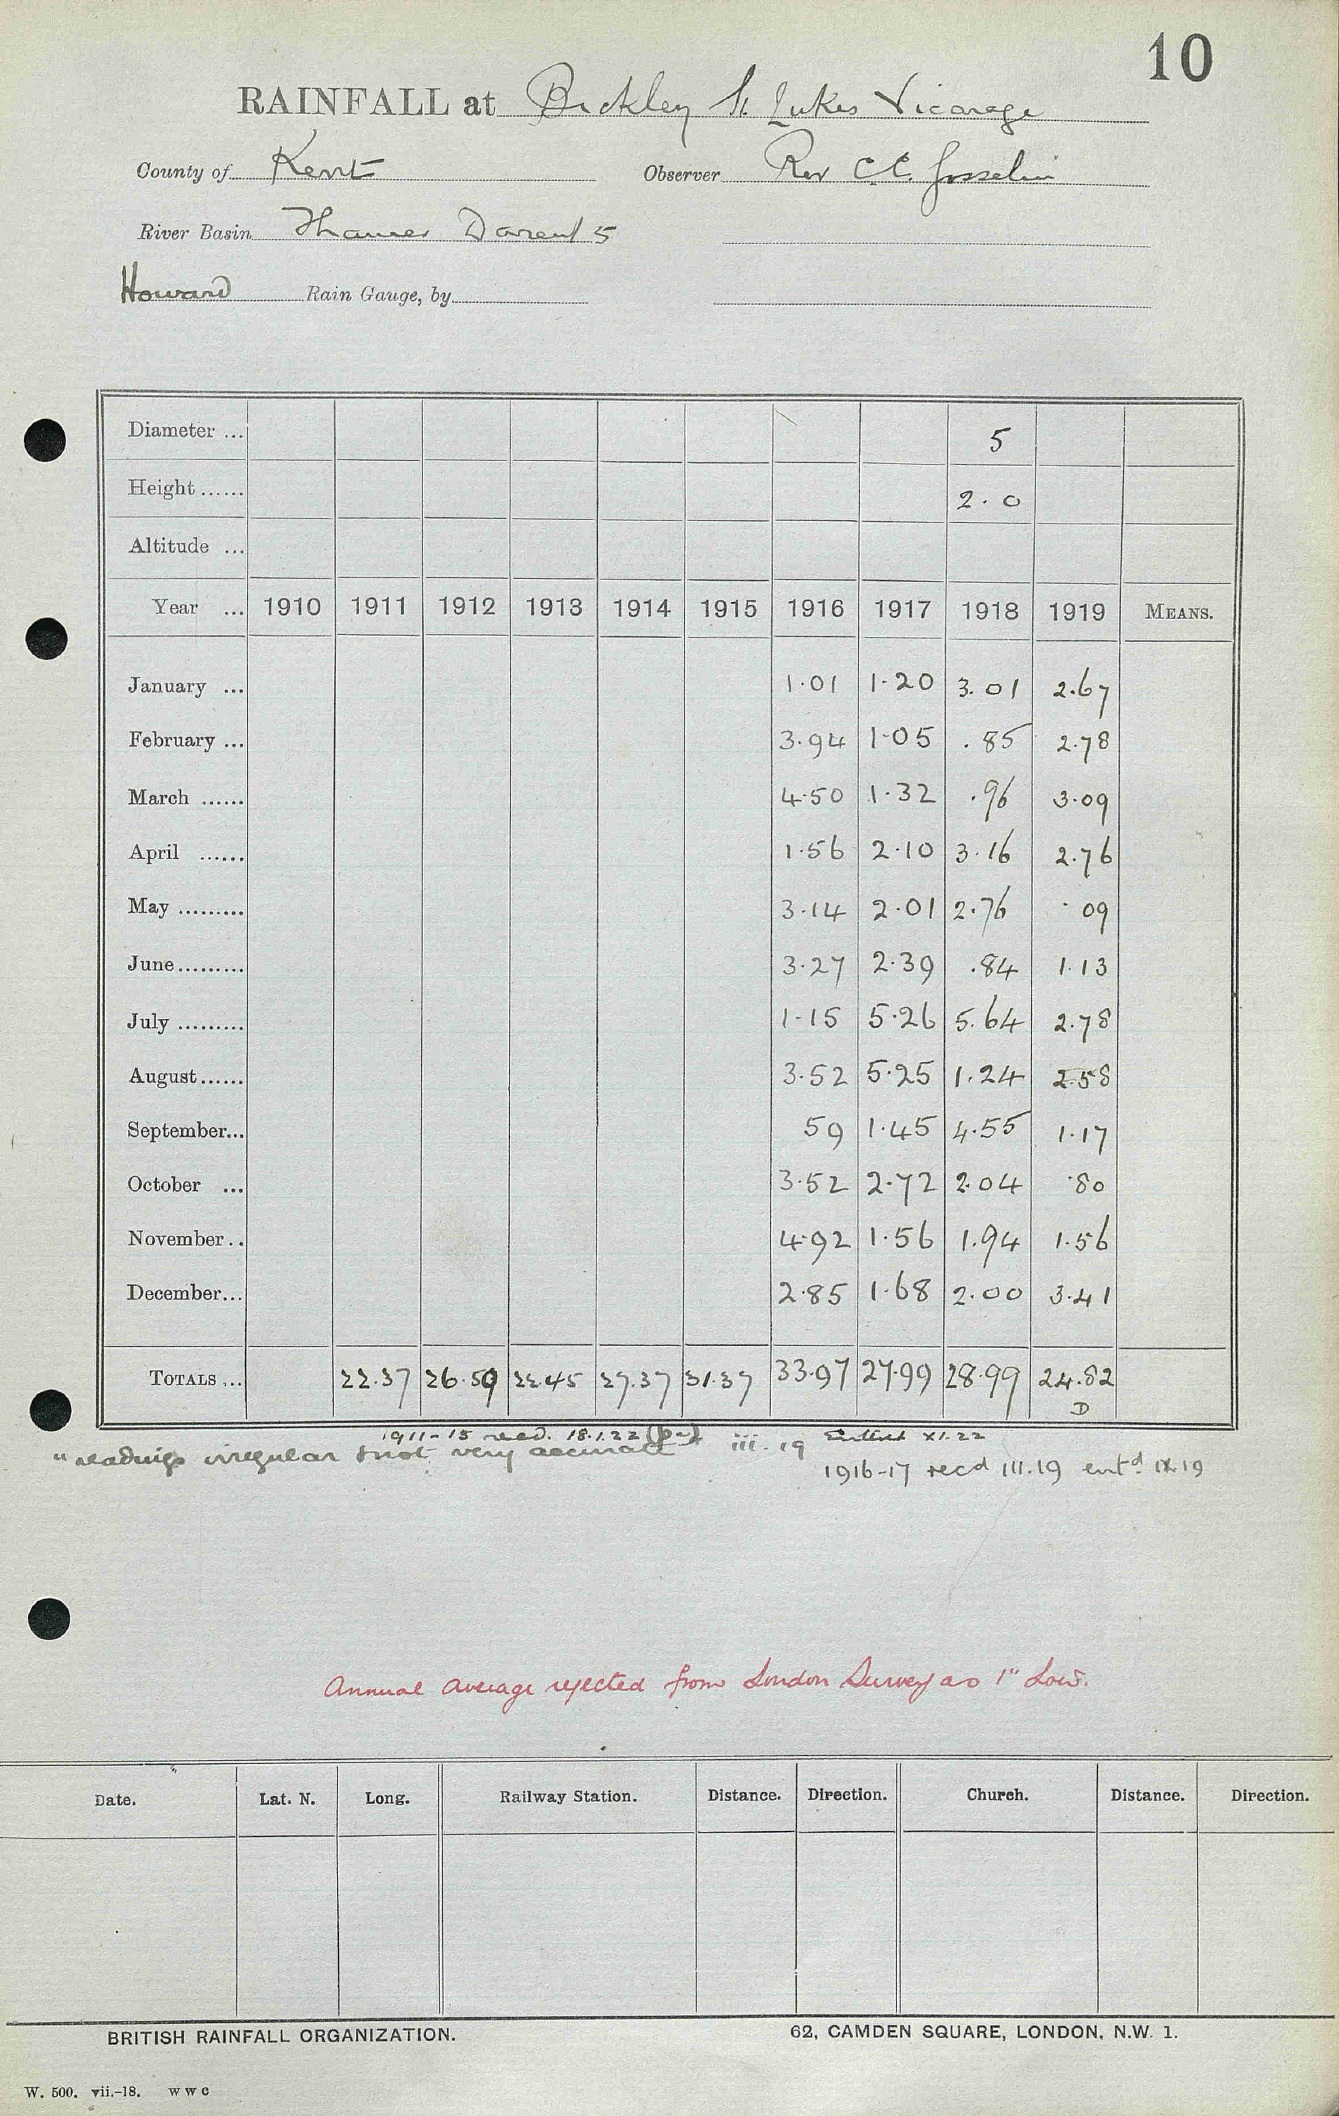 10
RAINFALL at Bickley St. Lukes Vicarage
County of Kent Observer Rev C.E. Josselin
River Basin Thames Darent 5
Howard Rain Gauge, by
Diameter ... 5
Height ...... 2.0
Altitude ...
Year ... 1910 1911 1912 1913 1914 1915 1916 1917 1918 1919 MEANS.
January ... 1.01 1.20 3.01 2.67
February ... 3.94 1.05 .85 2.78
March ...... 4.50 1.32 .96 3.09
April ...... 1.56 2.10 3.16 2.76
May ......... 3.14 2.01 2.76 .09
June ......... 3.27 2.39 .84 1.13
July ......... 1.15 5.26 5.64 2.78
August ...... 3.52 5.25 1.24 2.58
September... 59 1.45 4.55 1.17
October ... 3.52 2.72 2.04 .80
November .. 4.92 1.56 1.94 1.56
December... 2.85 1.68 2.00 3.41
TOTALS ... 22.37 26.59 22.45 27.37 31.37 33.97 27.99 28.99 24.82
D
1911-15 recd. 18.1.22 Entered XI.22
"readings irregular & not very accurate iii.19
1916-17 recd III.19 entd IX.19
Annual average rejected from London Survey as 1" Low.
Date. Lat. N. Long. Railway Station. Distance. Direction. Church. Distance. Direction.
BRITISH RAINFALL ORGANIZATION. 62, CAMDEN SQUARE, LONDON, N.W. 1.
W. 500. vii.-18. W W C